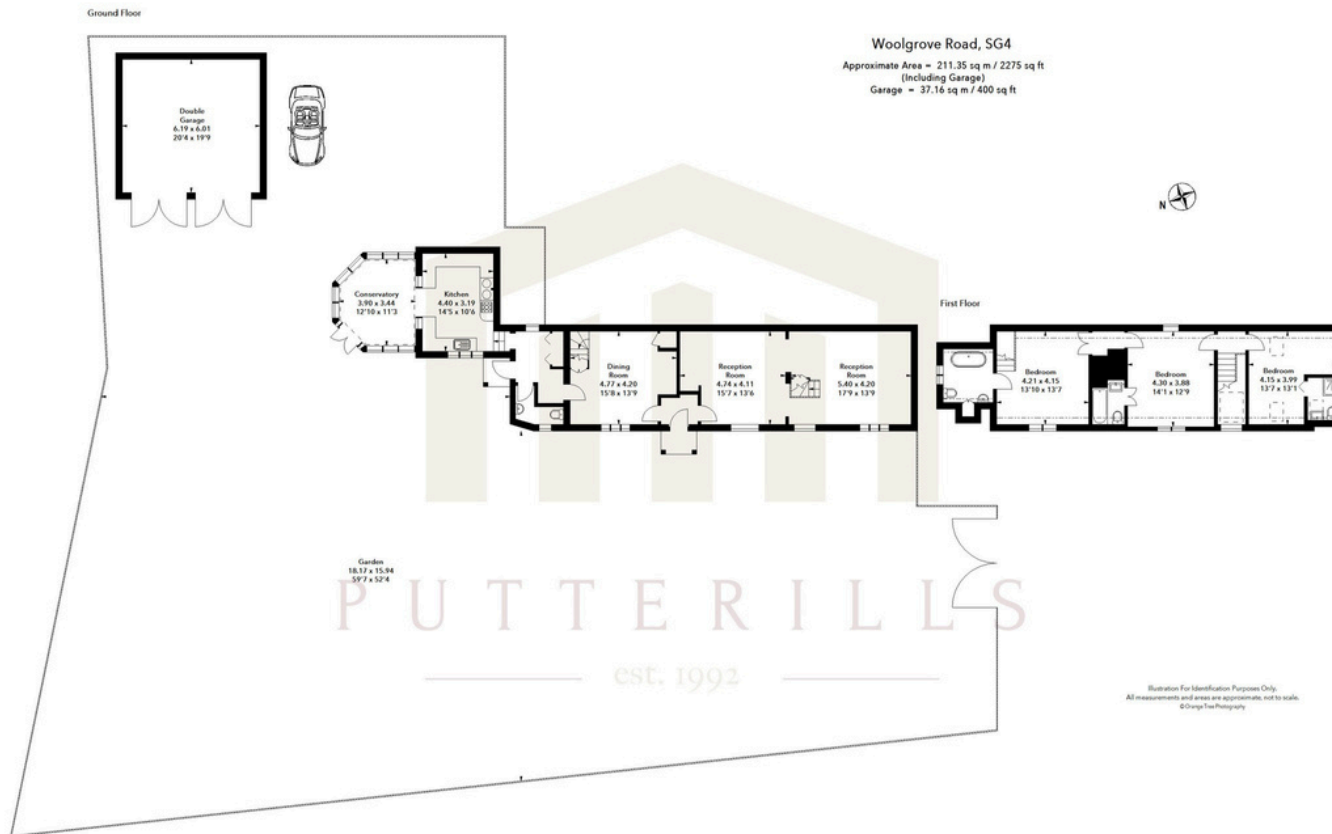 Ground Floor
Woolgrove Road, SG4
Approximate Area = 211.35 sq m / 2275 sq ft
(Including Garage)
Garage = 37.16 sq m / 400 sq ft
Double
Garage
6.19 x 6.01
20'4 x 19'9
N
Conservatory
3.90 x 3.44
12'10 x 11'3
Kitchen
4.40 x 3.19
14'5 x 10'6
First Floor
Dining
Room
4.77 x 4.20
15'8 x 13'9
Reception
Room
4.74 x 4.11
15'7 x 13'6
Reception
Room
5.40 x 4.20
17'9 x 13'9
Bedroom
4.21 x 4.15
13'10 x 13'7
Bedroom
4.30 x 3.88
14'1 x 12'9
Bedroom
4.15 x 3.99
13'7 x 13'1
Garden
18.17 x 15.94
59'7 x 52'4
PUTTERILLS
est. 1992
Illustration For Identification Purposes Only.
All measurements and areas are approximate, not to scale.
© Orange Tree Photography